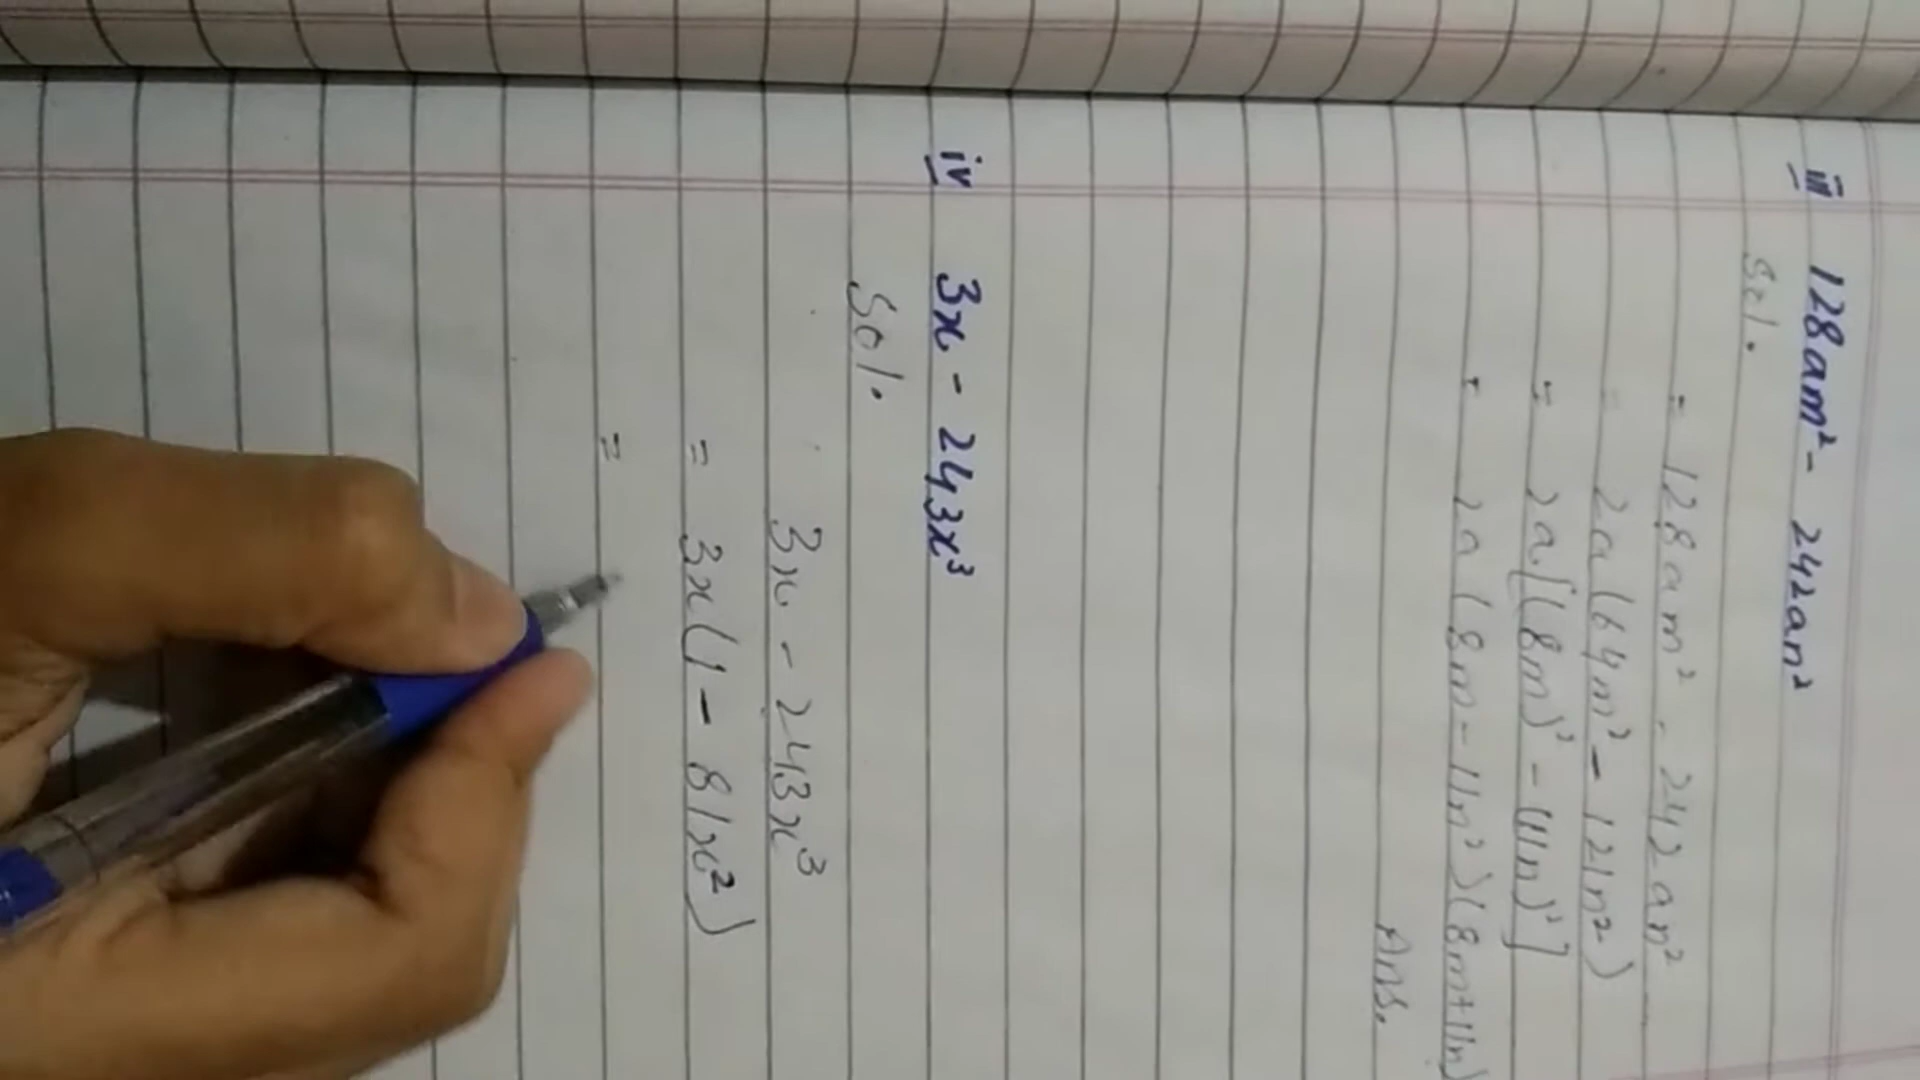 iii 128am² - 242an²
Sol.
= 128am² - 242an²
= 2a(64m² - 121n²)
= 2a[(8m)² - (11n)²]
= 2a(8m - 11n²)(8m+11n)
Ans.
iv 3x - 243x³
Sol.
3x - 243x³
= 3x(1 - 81x²)
=